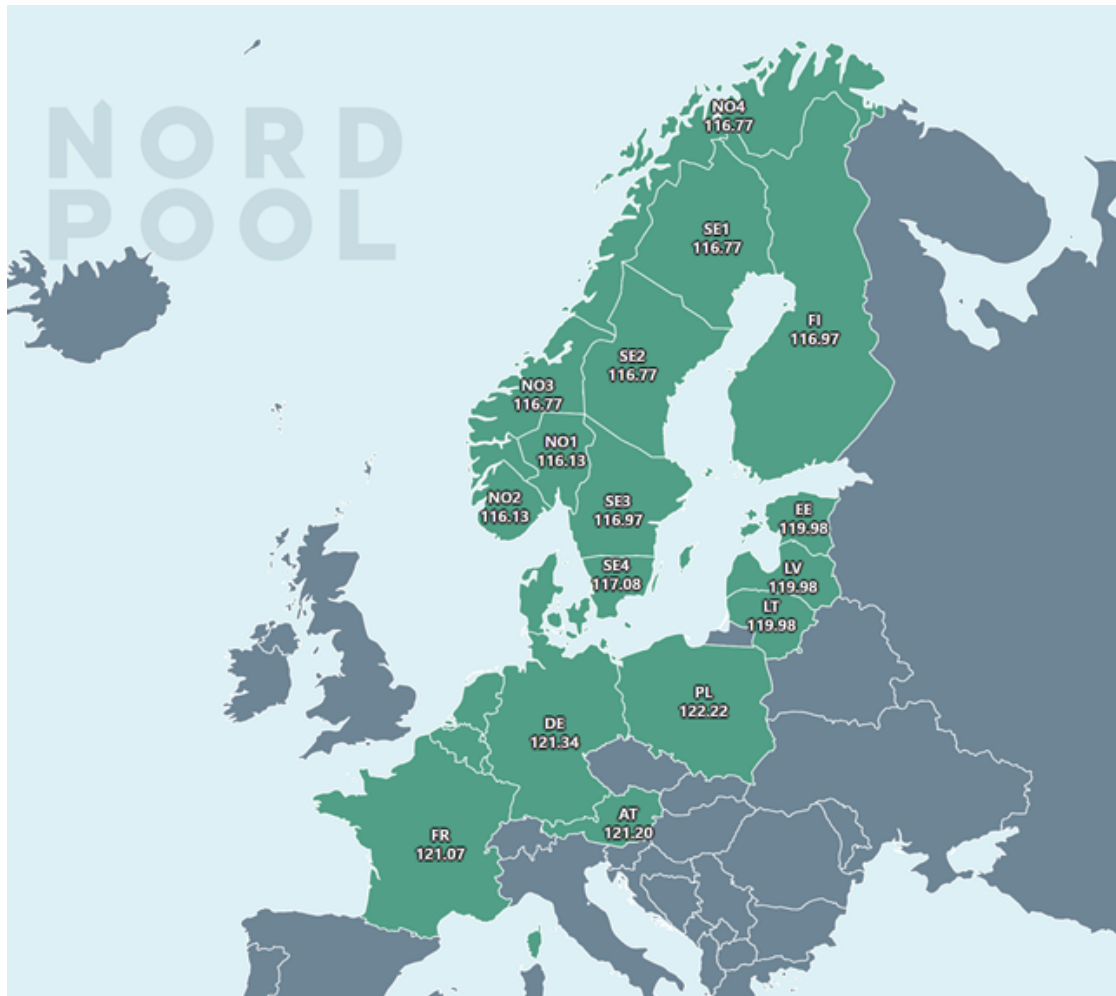 NORD
POOL
NO4
116.77
SE1
116.77
FI
116.97
SE2
116.77
NO3
116.77
NO1
116.13
NO2
116.13
SE3
116.97
EE
119.98
SE4
117.08
LV
119.98
LT
119.98
PL
122.22
DE
121.34
AT
121.20
FR
121.07